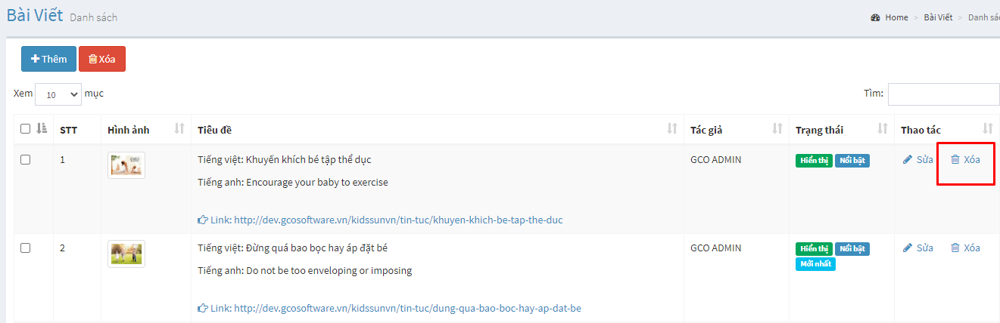 Bài Viết Danh sách
Home > Bài Viết > Danh sác
Thêm Xóa
Xem 10 mục
Tìm:
STT Hình ảnh Tiêu đề Tác giả Trạng thái Thao tác
1 Tiếng việt: Khuyến khích bé tập thể dục GCO ADMIN Hiển thị Nổi bật Sửa Xóa
Tiếng anh: Encourage your baby to exercise
Link: http://dev.gcosoftware.vn/kidssunvn/tin-tuc/khuyen-khich-be-tap-the-duc
2 Tiếng việt: Đừng quá bao bọc hay áp đặt bé GCO ADMIN Hiển thị Nổi bật Sửa Xóa
Mới nhất
Tiếng anh: Do not be too enveloping or imposing
Link: http://dev.gcosoftware.vn/kidssunvn/tin-tuc/dung-qua-bao-boc-hay-ap-dat-be